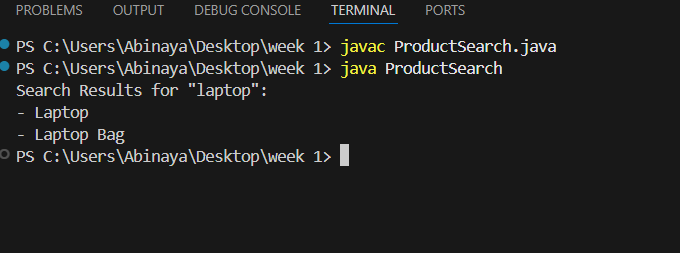 PROBLEMS OUTPUT DEBUG CONSOLE TERMINAL PORTS
PS C:\Users\Abinaya\Desktop\week 1> javac ProductSearch.java
PS C:\Users\Abinaya\Desktop\week 1> java ProductSearch
Search Results for "laptop":
- Laptop
- Laptop Bag
PS C:\Users\Abinaya\Desktop\week 1>